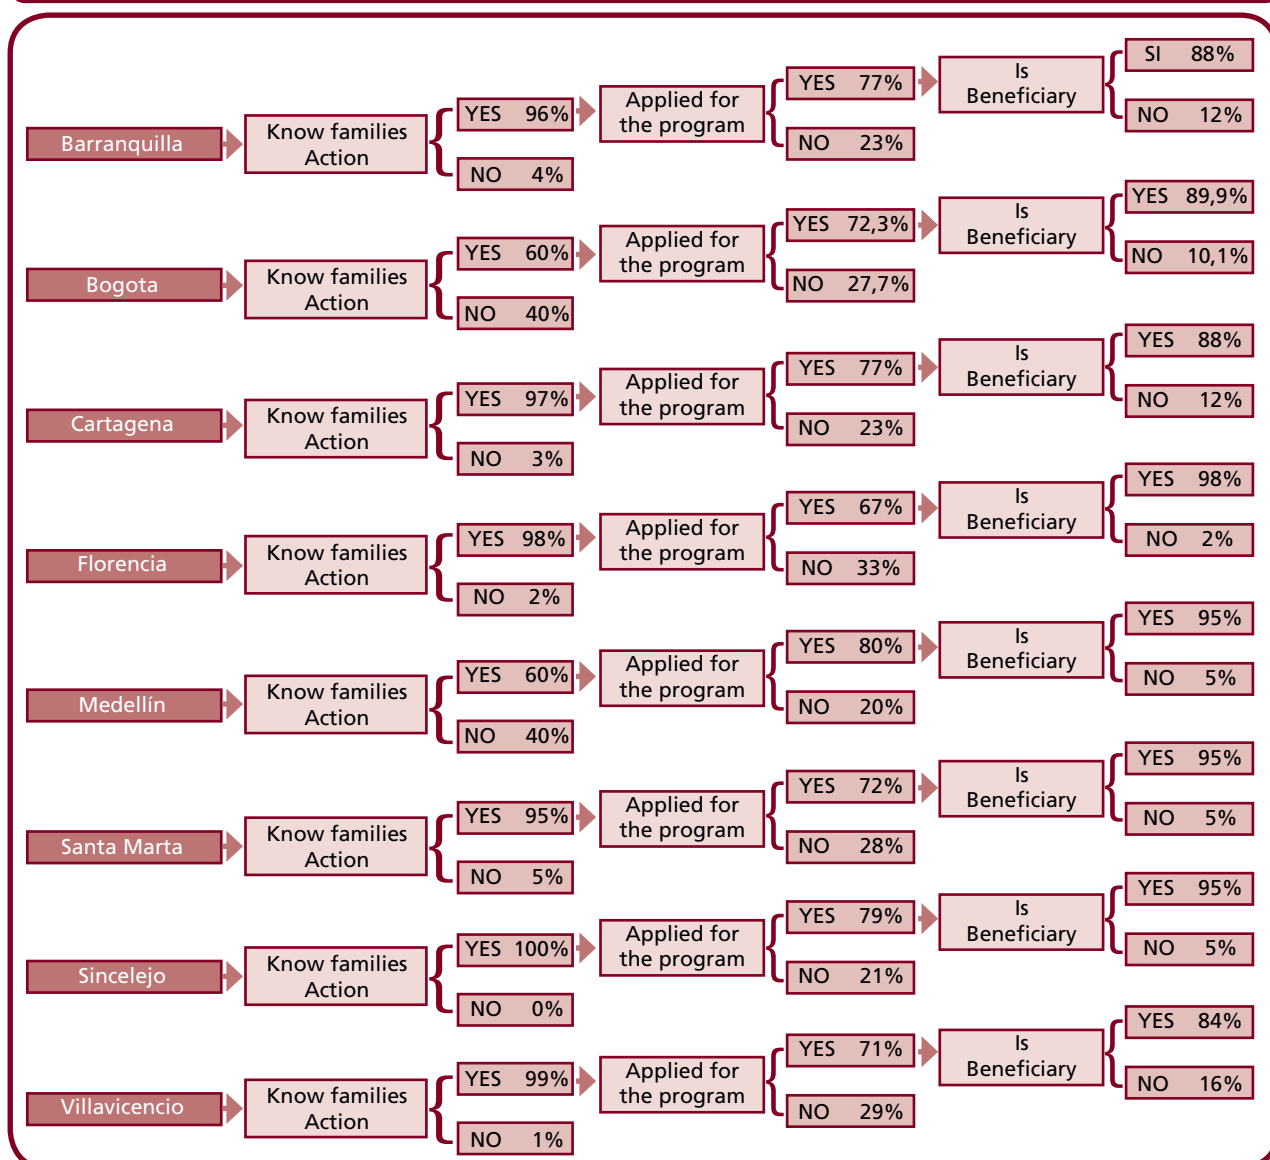 Barranquilla
Know families
Action
YES 96%
NO 4%
Applied for
the program
YES 77%
NO 23%
Is
Beneficiary
SI 88%
NO 12%
Bogota
Know families
Action
YES 60%
NO 40%
Applied for
the program
YES 72,3%
NO 27,7%
Is
Beneficiary
YES 89,9%
NO 10,1%
Cartagena
Know families
Action
YES 97%
NO 3%
Applied for
the program
YES 77%
NO 23%
Is
Beneficiary
YES 88%
NO 12%
Florencia
Know families
Action
YES 98%
NO 2%
Applied for
the program
YES 67%
NO 33%
Is
Beneficiary
YES 98%
NO 2%
Medellín
Know families
Action
YES 60%
NO 40%
Applied for
the program
YES 80%
NO 20%
Is
Beneficiary
YES 95%
NO 5%
Santa Marta
Know families
Action
YES 95%
NO 5%
Applied for
the program
YES 72%
NO 28%
Is
Beneficiary
YES 95%
NO 5%
Sincelejo
Know families
Action
YES 100%
NO 0%
Applied for
the program
YES 79%
NO 21%
Is
Beneficiary
YES 95%
NO 5%
Villavicencio
Know families
Action
YES 99%
NO 1%
Applied for
the program
YES 71%
NO 29%
Is
Beneficiary
YES 84%
NO 16%